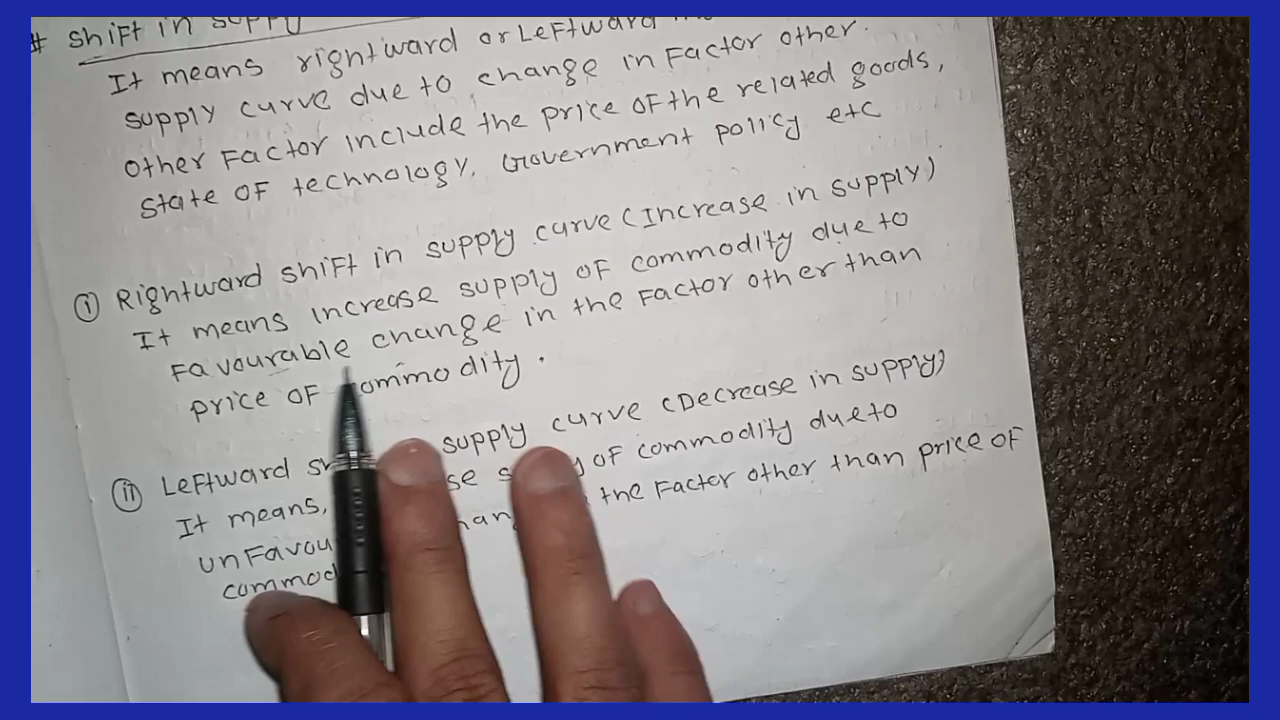 # Shift in supply
It means rightward or Leftward
supply curve due to change in Factor other.
other Factor include the price of the related goods,
state of technology, Government policy etc
(i) Rightward shift in supply curve (Increase in supply)
It means increase supply of commodity due to
Favourable change in the Factor other than
price of commodity.
(ii) Leftward supply curve (Decrease in supply)
It means, of commodity due to
the Factor other than price of